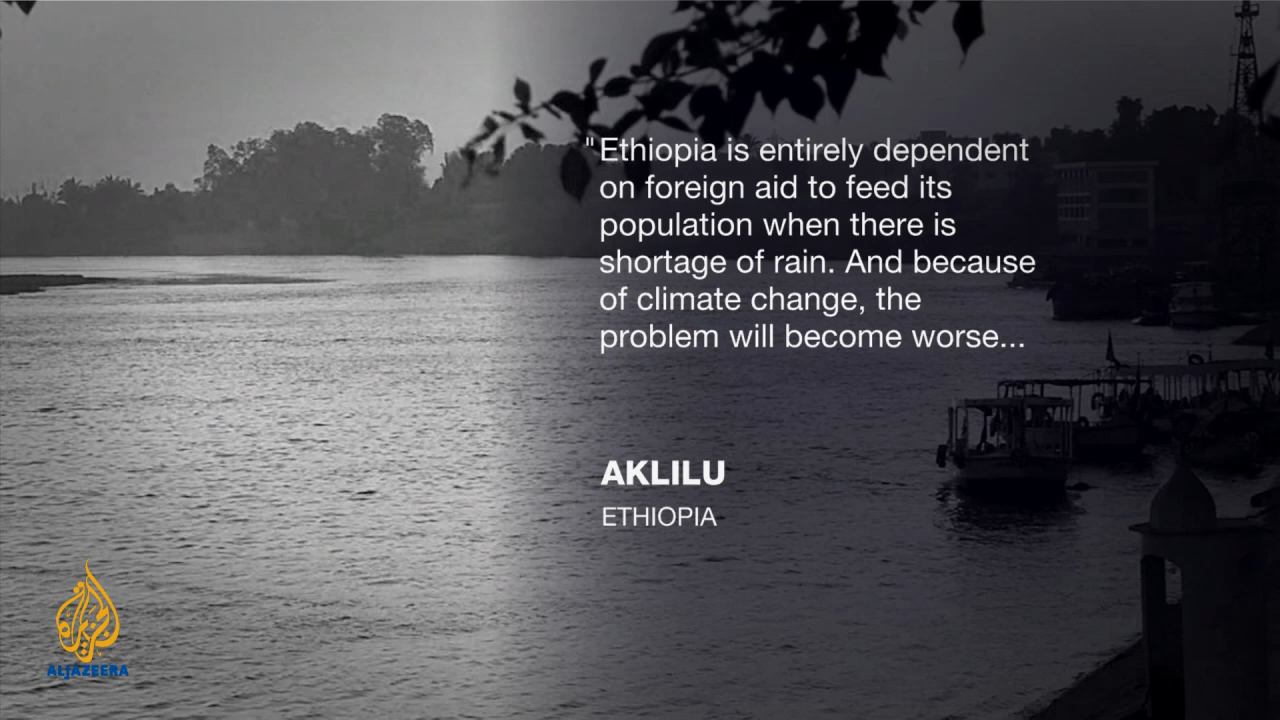 "Ethiopia is entirely dependent
on foreign aid to feed its
population when there is
shortage of rain. And because
of climate change, the
problem will become worse...
AKLILU
ETHIOPIA
الجزيرة
ALJAZEERA